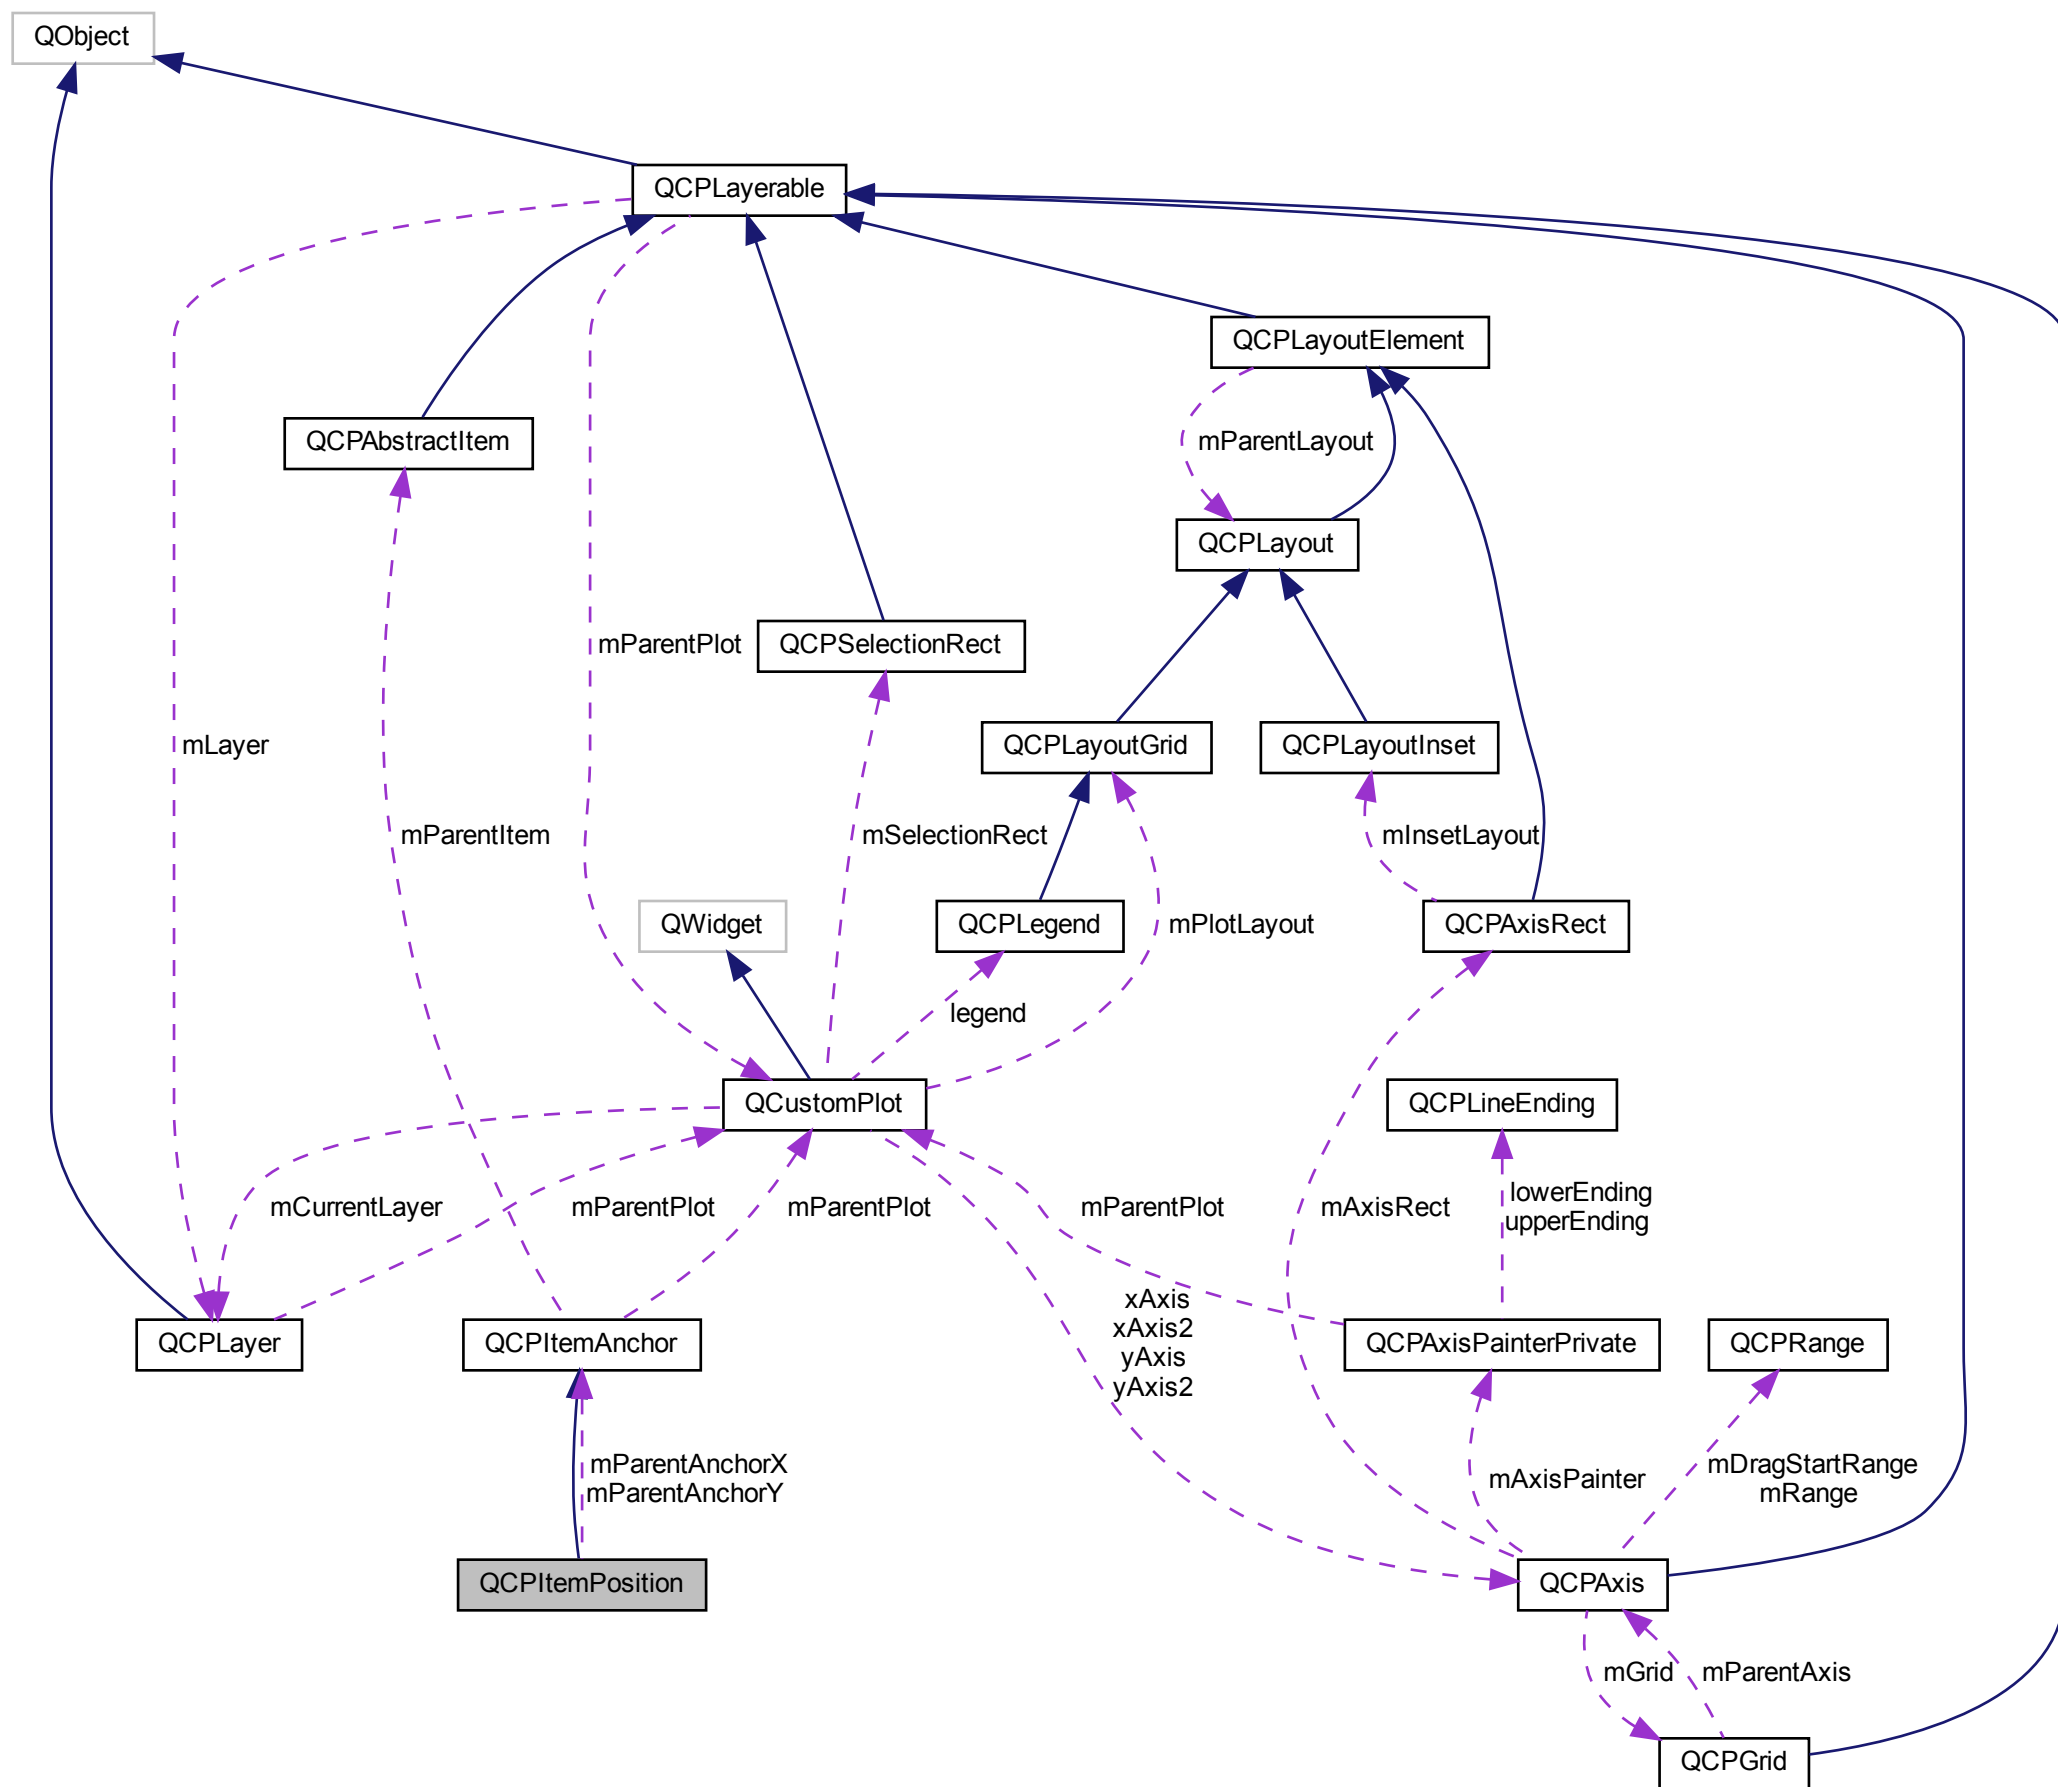 QObject
QCPLayerable
QCPLayoutElement
QCPAbstractItem
mParentLayout
QCPLayout
mParentPlot
QCPSelectionRect
mLayer
QCPLayoutGrid
QCPLayoutInset
mParentItem
mSelectionRect
mInsetLayout
QWidget
QCPLegend
mPlotLayout
QCPAxisRect
legend
QCustomPlot
QCPLineEnding
mCurrentLayer
mParentPlot
mParentPlot
mParentPlot
mAxisRect
lowerEnding
upperEnding
xAxis
xAxis2
yAxis
yAxis2
QCPLayer
QCPItemAnchor
QCPAxisPainterPrivate
QCPRange
mParentAnchorX
mParentAnchorY
mAxisPainter
mDragStartRange
mRange
QCPItemPosition
QCPAxis
mGrid
mParentAxis
QCPGrid